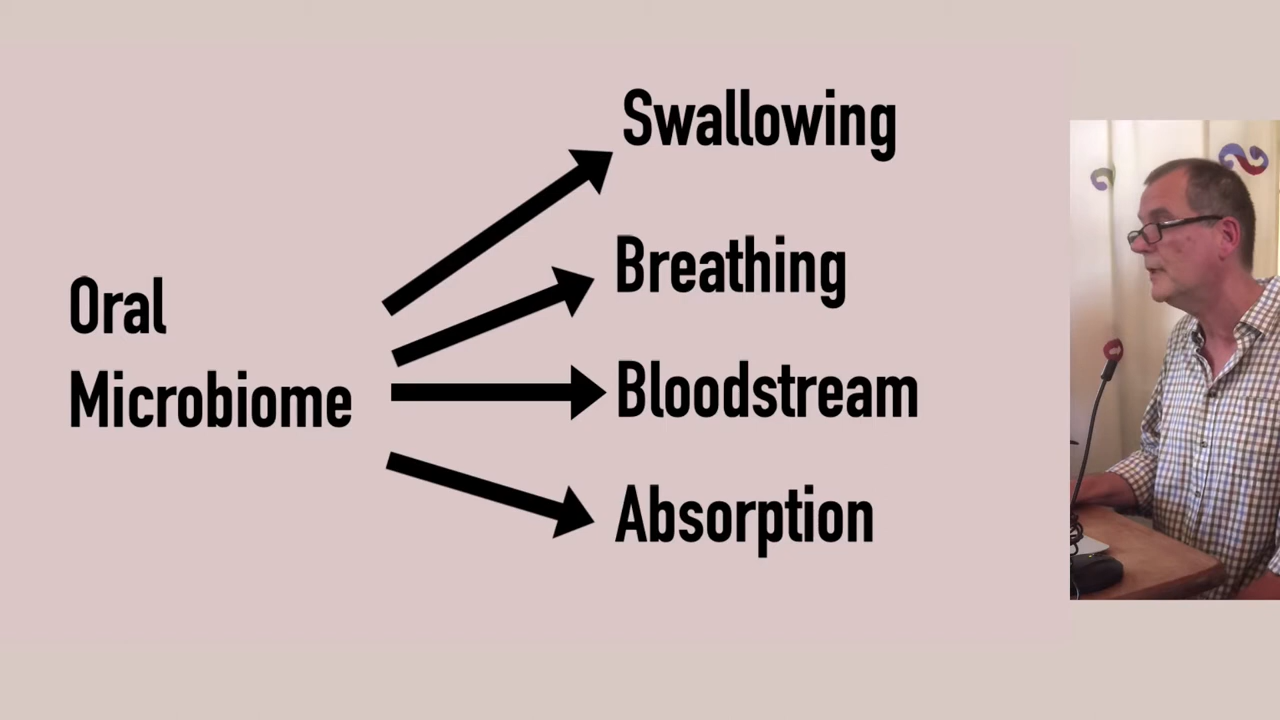 Oral
Microbiome
Swallowing
Breathing
Bloodstream
Absorption